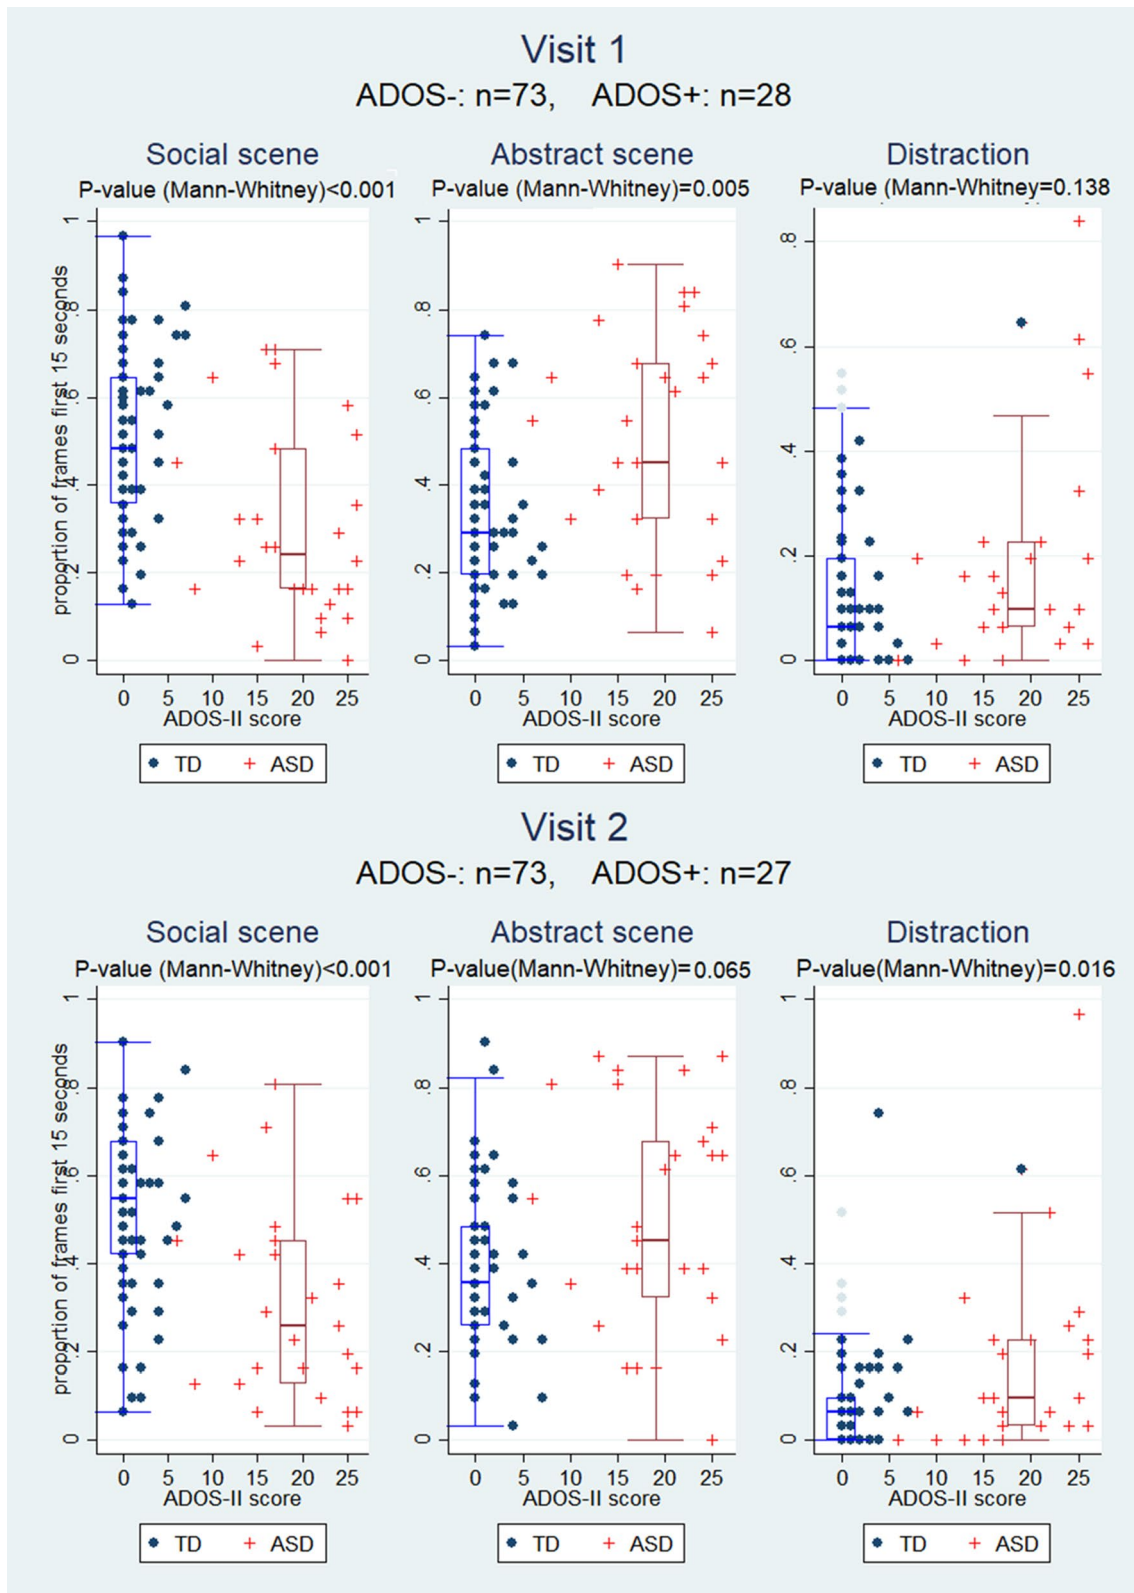 Visit 1
ADOS-: n=73, ADOS+: n=28
Social scene
P-value (Mann-Whitney)<0.001
proportion of frames first 15 seconds
1
.8
.6
.4
.2
0
0 5 10 15 20 25
ADOS-II score
TD ASD
Abstract scene
P-value (Mann-Whitney)=0.005
1
.8
.6
.4
.2
0
0 5 10 15 20 25
ADOS-II score
TD ASD
Distraction
P-value (Mann-Whitney=0.138
.8
.6
.4
.2
0
0 5 10 15 20 25
ADOS-II score
TD ASD
Visit 2
ADOS-: n=73, ADOS+: n=27
Social scene
P-value (Mann-Whitney)<0.001
proportion of frames first 15 seconds
1
.8
.6
.4
.2
0
0 5 10 15 20 25
ADOS-II score
TD ASD
Abstract scene
P-value(Mann-Whitney)=0.065
1
.8
.6
.4
.2
0
0 5 10 15 20 25
ADOS-II score
TD ASD
Distraction
P-value(Mann-Whitney)=0.016
1
.8
.6
.4
.2
0
0 5 10 15 20 25
ADOS-II score
TD ASD